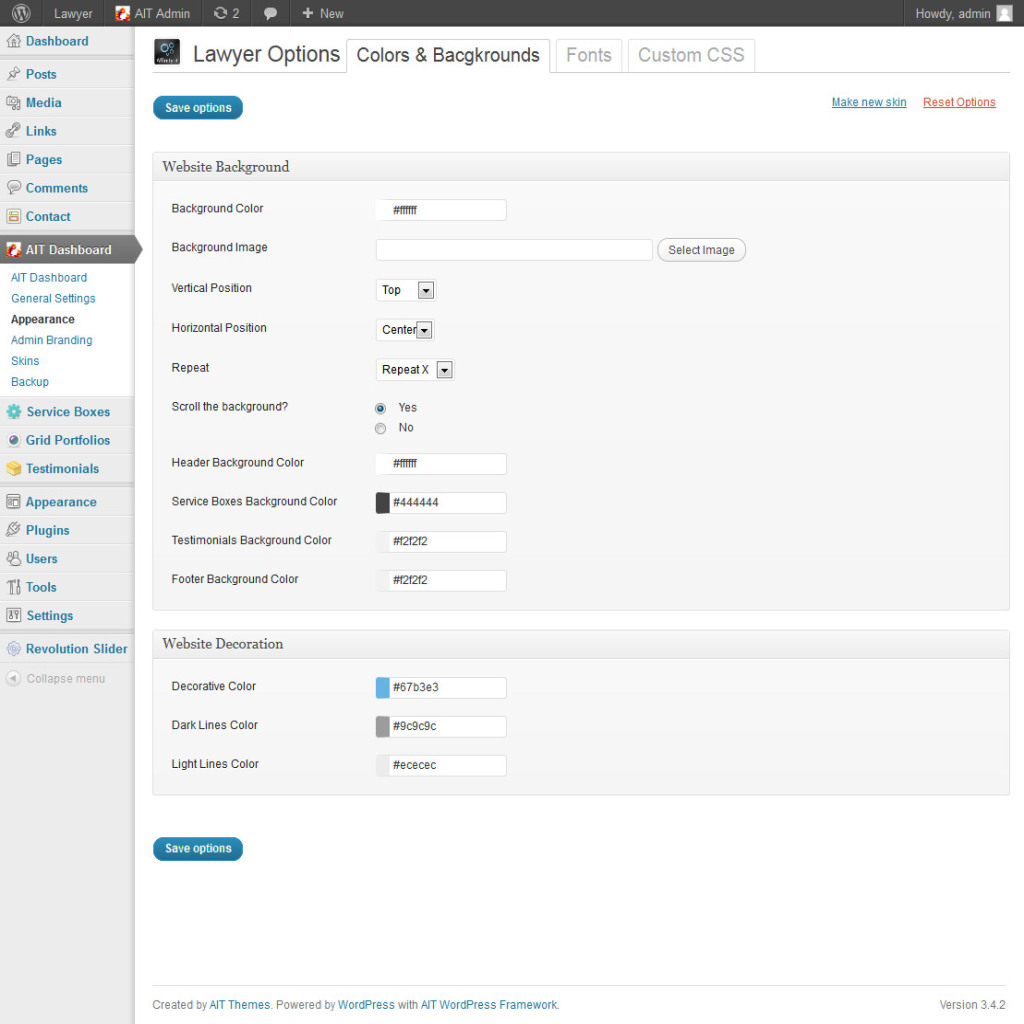 Lawyer AIT Admin 2 New Howdy, admin
Dashboard
Posts
Media
Links
Pages
Comments
Contact
AIT Dashboard
AIT Dashboard
General Settings
Appearance
Admin Branding
Skins
Backup
Service Boxes
Grid Portfolios
Testimonials
Appearance
Plugins
Users
Tools
Settings
Revolution Slider
Collapse menu
Lawyer Options Colors & Bacgkrounds Fonts Custom CSS
Save options Make new skin Reset Options
Website Background
Background Color #ffffff
Background Image Select Image
Vertical Position Top
Horizontal Position Center
Repeat Repeat X
Scroll the background? Yes
No
Header Background Color #ffffff
Service Boxes Background Color #444444
Testimonials Background Color #f2f2f2
Footer Background Color #f2f2f2
Website Decoration
Decorative Color #67b3e3
Dark Lines Color #9c9c9c
Light Lines Color #ececec
Save options
Created by AIT Themes. Powered by WordPress with AIT WordPress Framework. Version 3.4.2